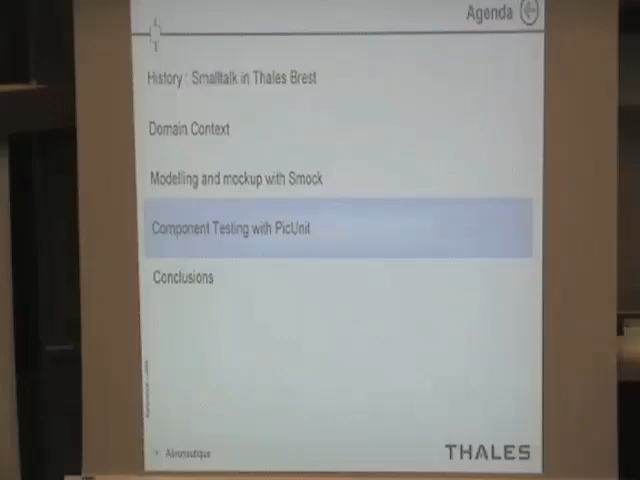 Agenda
History : Smalltalk in Thales Brest
Domain Context
Modelling and mockup with Smock
Component Testing with PicUnit
Conclusions
Aéronautique
THALES